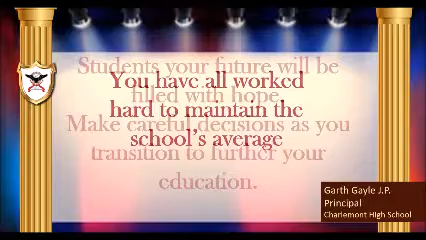 Students your future will be
filled with hope.
Make careful decisions as you
transition to further your
education.
You have all worked
hard to maintain the
school's average
Garth Gayle J.P.
Principal
Charlemont High School